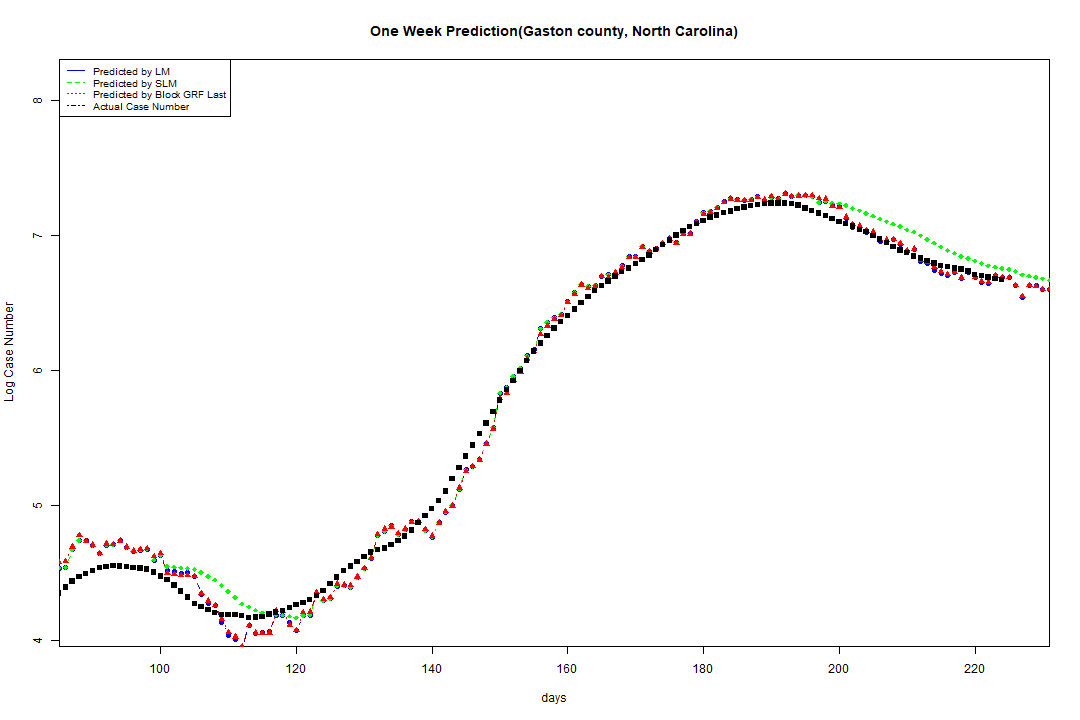 One Week Prediction(Gaston county, North Carolina)
Predicted by LM
Predicted by SLM
Predicted by Block GRF Last
Actual Case Number
8
7
6
5
4
Log Case Number
100 120 140 160 180 200 220
days